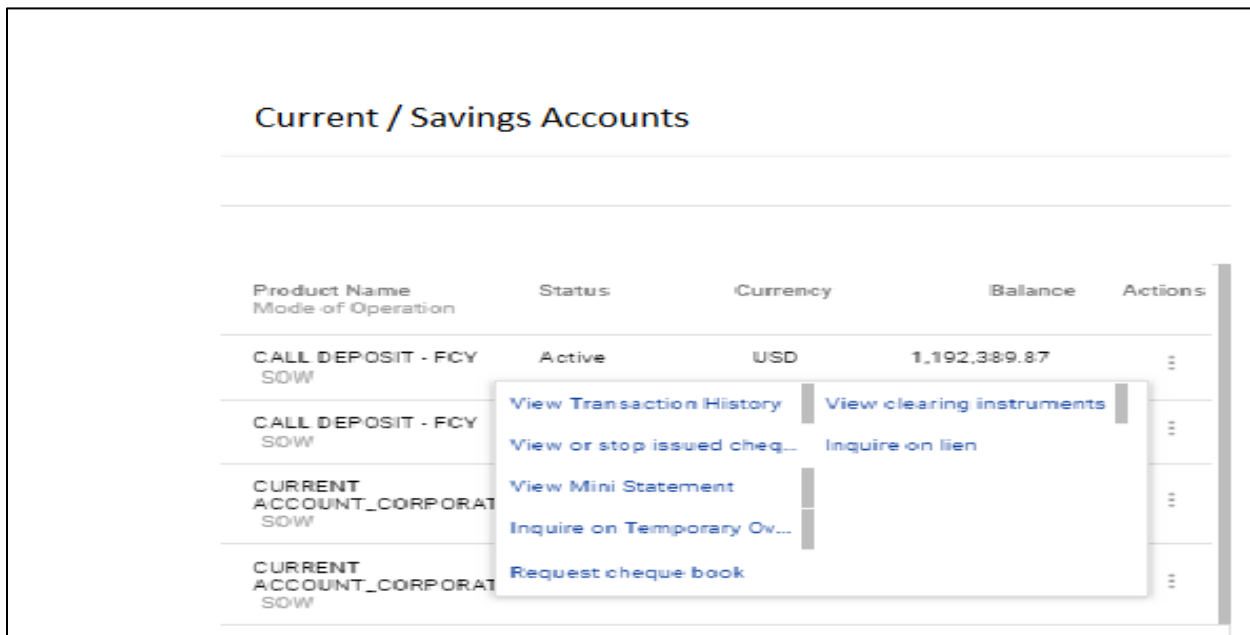 Current / Savings Accounts
Product Name Status Currency Balance Actions
Mode of Operation
CALL DEPOSIT - FCY Active USD 1,192,389.87
SOW
View Transaction History View clearing instruments
CALL DEPOSIT - FCY
SOW
View or stop issued cheq... Inquire on lien
CURRENT
ACCOUNT_CORPORAT
SOW
View Mini Statement
Inquire on Temporary Ov...
CURRENT
ACCOUNT_CORPORAT
SOW
Request cheque book